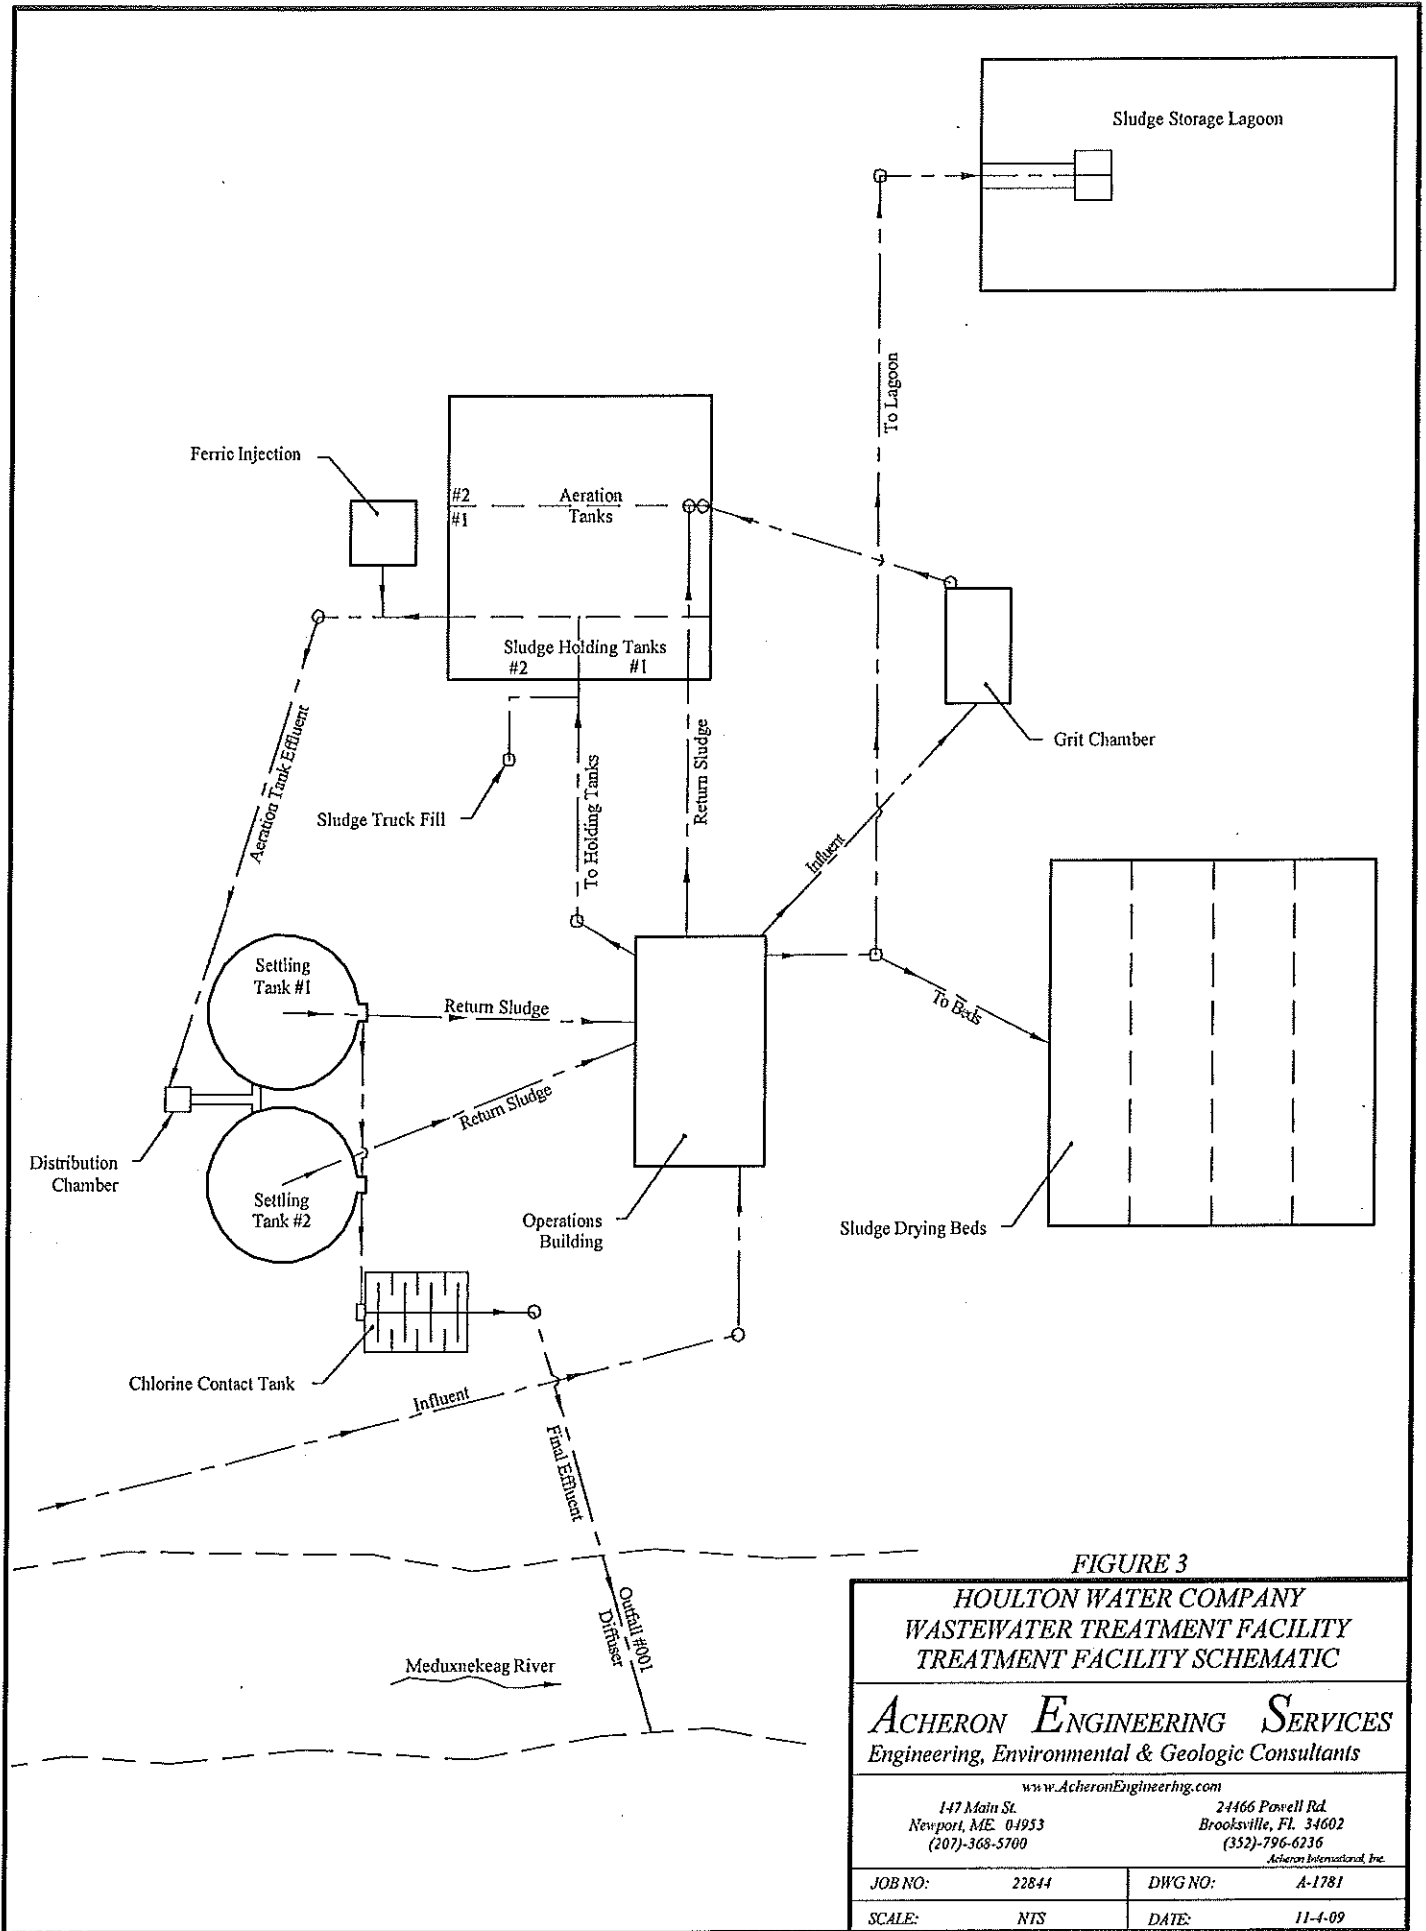 Sludge Storage Lagoon
To Lagoon
Ferric Injection
#2
#1
Aeration
Tanks
Sludge Holding Tanks
#2
#1
Grit Chamber
Aeration Tank Effluent
Sludge Truck Fill
To Holding Tanks
Return Sludge
Influent
Settling
Tank #1
Return Sludge
To Beds
Return Sludge
Distribution
Chamber
Settling
Tank #2
Operations
Building
Sludge Drying Beds
Chlorine Contact Tank
Influent
Final Effluent
Outfall #001
Diffuser
Meduxnekeag River
FIGURE 3
HOULTON WATER COMPANY
WASTEWATER TREATMENT FACILITY
TREATMENT FACILITY SCHEMATIC
ACHERON ENGINEERING SERVICES
Engineering, Environmental & Geologic Consultants
www.AcheronEngineering.com
147 Main St.
Newport, ME. 04953
(207)-368-5700
24466 Powell Rd.
Brooksville, Fl. 34602
(352)-796-6236
Acheron International, Inc.
JOB NO: 22844
DWG NO: A-1781
SCALE: NTS
DATE: 11-4-09